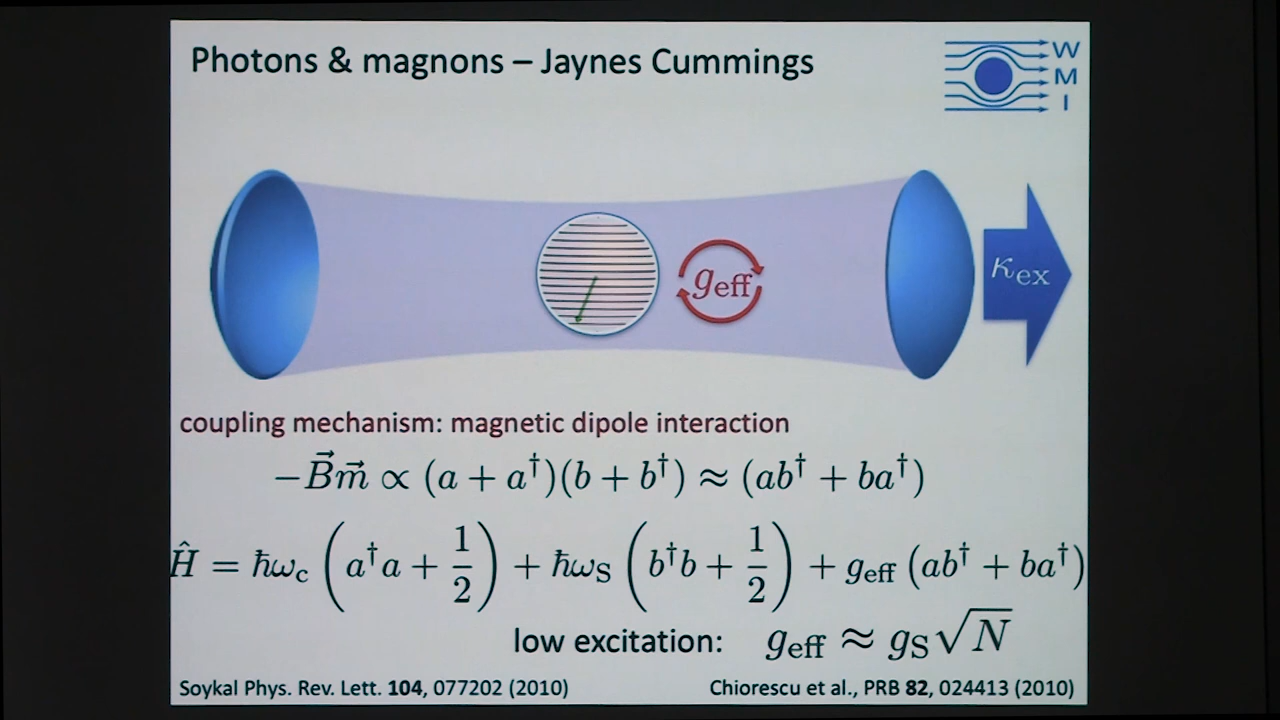 Photons & magnons – Jaynes Cummings
W
M
I
g_eff
κ_ex
coupling mechanism: magnetic dipole interaction
−B⃗m⃗ ∝ (a + a†)(b + b†) ≈ (ab† + ba†)
Ĥ = ħω_c (a†a + 1/2) + ħω_S (b†b + 1/2) + g_eff (ab† + ba†)
low excitation: g_eff ≈ g_S√N
Soykal Phys. Rev. Lett. 104, 077202 (2010)
Chiorescu et al., PRB 82, 024413 (2010)